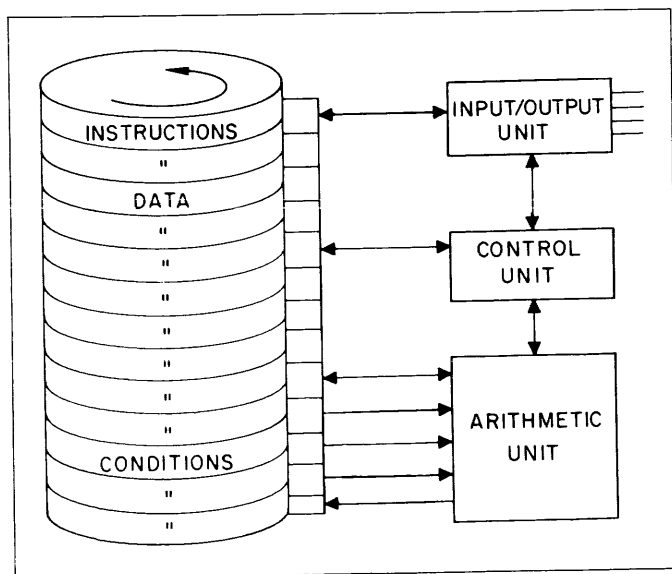 INSTRUCTIONS
"
DATA
"
"
"
"
"
"
"
CONDITIONS
"
"
INPUT/OUTPUT
UNIT
CONTROL
UNIT
ARITHMETIC
UNIT